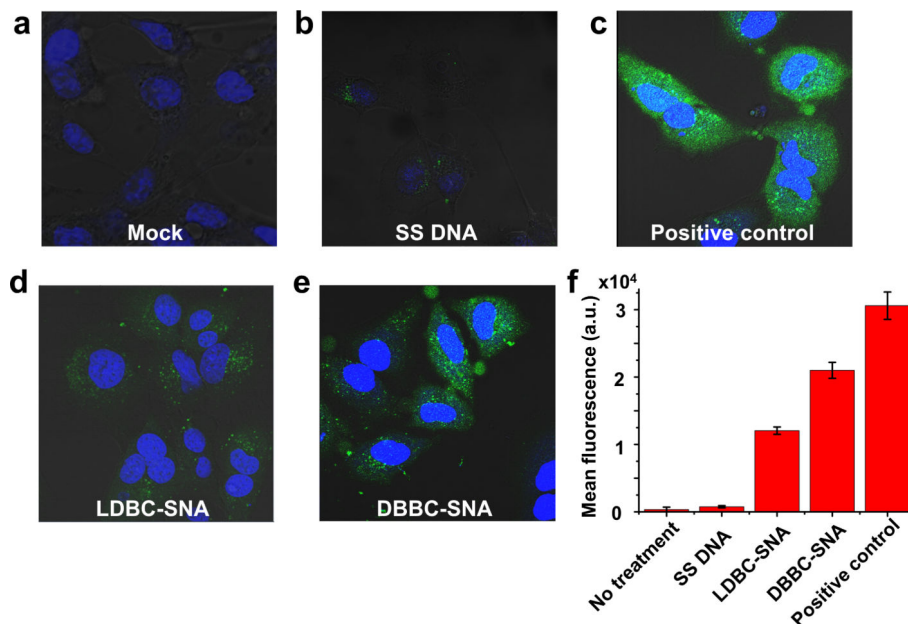 a
Mock
b
SS DNA
c
Positive control
d
LDBC-SNA
e
DBBC-SNA
f
x10⁴
Mean fluorescence (a.u.)
3
2
1
0
No treatment
SS DNA
LDBC-SNA
DBBC-SNA
Positive control